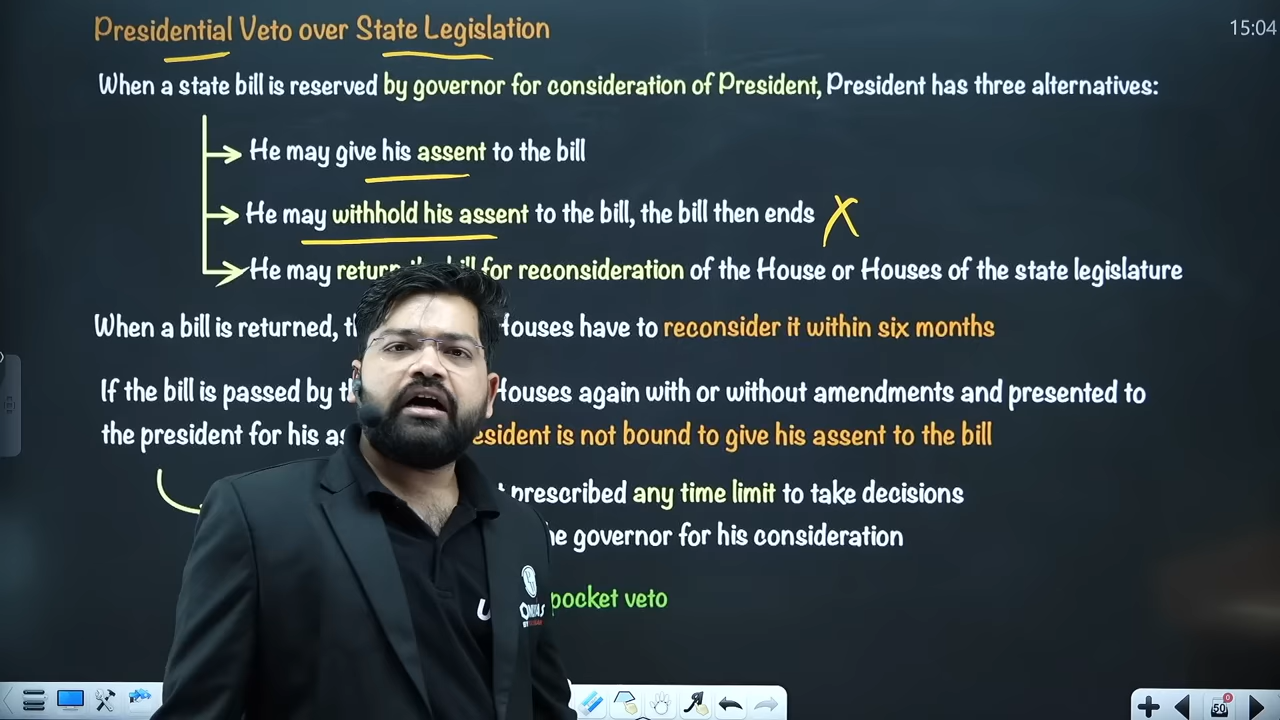 Presidential Veto over State Legislation
15:04
When a state bill is reserved by governor for consideration of President, President has three alternatives:
He may give his assent to the bill
He may withhold his assent to the bill, the bill then ends X
He may return the bill for reconsideration of the House or Houses of the state legislature
When a bill is returned, Houses have to reconsider it within six months
If the bill is passed by Houses again with or without amendments and presented to
the president for his is not bound to give his assent to the bill
prescribed any time limit to take decisions
governor for his consideration
pocket veto
50
0